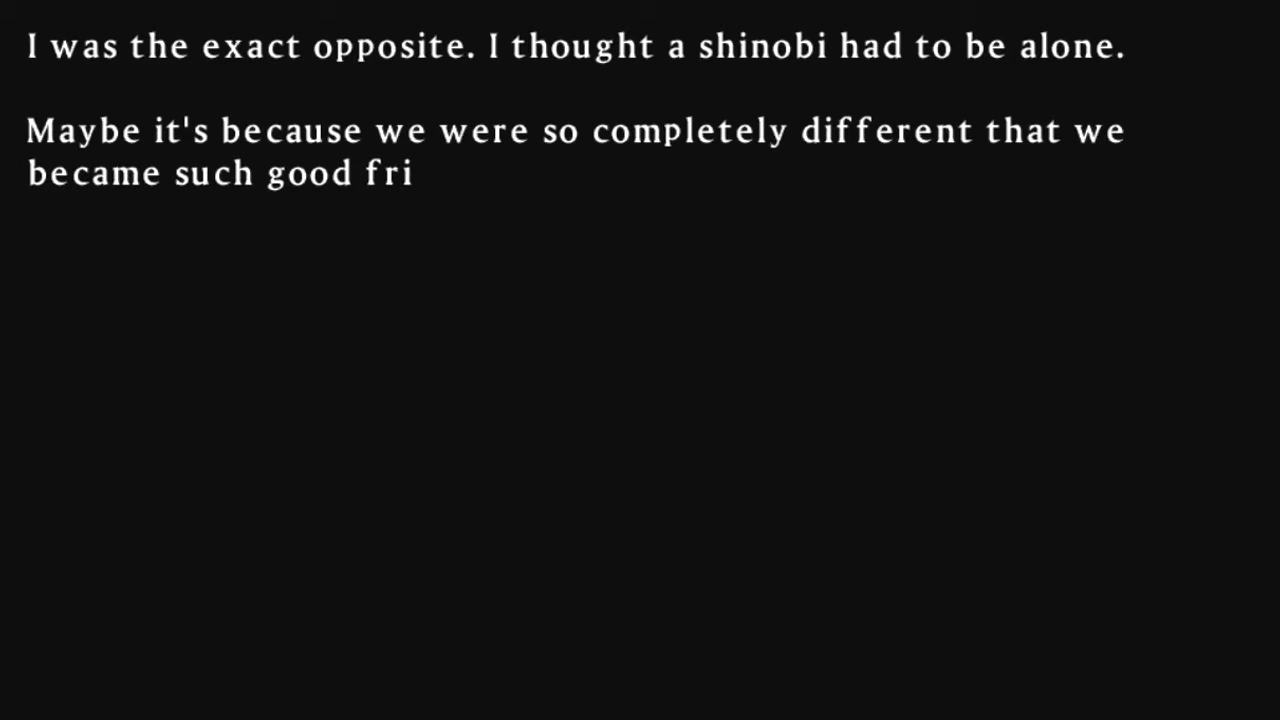 I was the exact opposite. I thought a shinobi had to be alone.
Maybe it's because we were so completely different that we
became such good fri